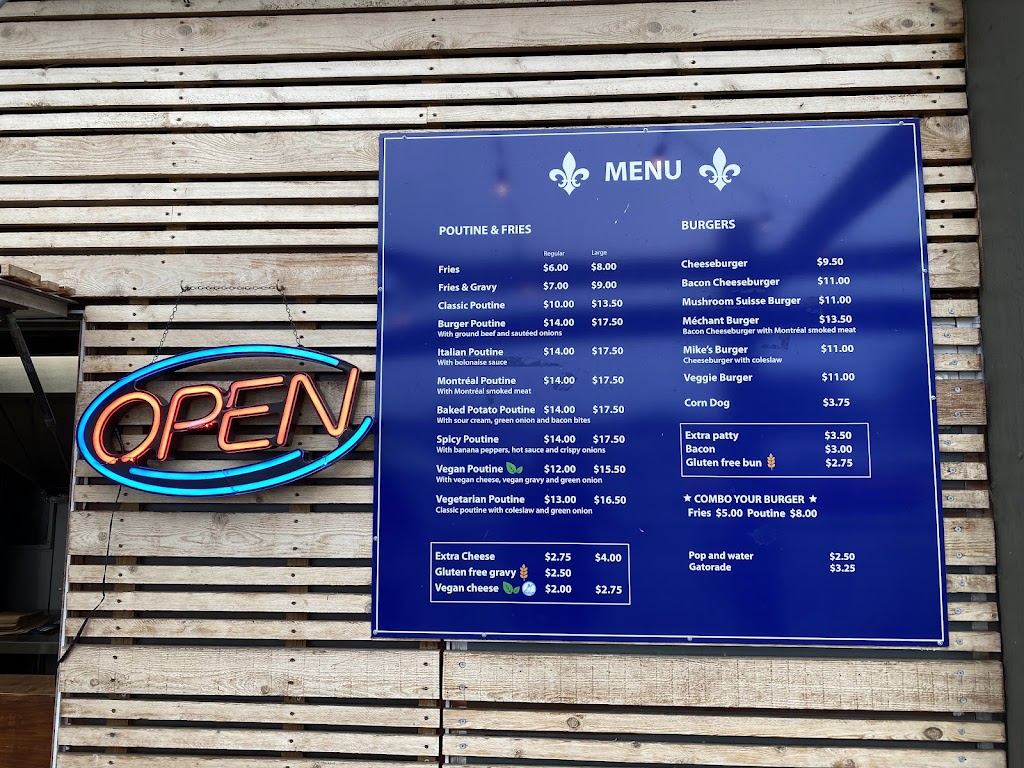 OPEN
MENU
POUTINE & FRIES
Regular Large
Fries $6.00 $8.00
Fries & Gravy $7.00 $9.00
Classic Poutine $10.00 $13.50
Burger Poutine $14.00 $17.50
With ground beef and sautéed onions
Italian Poutine $14.00 $17.50
With bolonaise sauce
Montréal Poutine $14.00 $17.50
With Montréal smoked meat
Baked Potato Poutine $14.00 $17.50
With sour cream, green onion and bacon bites
Spicy Poutine $14.00 $17.50
With banana peppers, hot sauce and crispy onions
Vegan Poutine $12.00 $15.50
With vegan cheese, vegan gravy and green onion
Vegetarian Poutine $13.00 $16.50
Classic poutine with coleslaw and green onion
Extra Cheese $2.75 $4.00
Gluten free gravy $2.50
Vegan cheese $2.00 $2.75
BURGERS
Cheeseburger $9.50
Bacon Cheeseburger $11.00
Mushroom Suisse Burger $11.00
Méchant Burger $13.50
Bacon Cheeseburger with Montréal smoked meat
Mike's Burger $11.00
Cheeseburger with coleslaw
Veggie Burger $11.00
Corn Dog $3.75
Extra patty $3.50
Bacon $3.00
Gluten free bun $2.75
★ COMBO YOUR BURGER ★
Fries $5.00 Poutine $8.00
Pop and water $2.50
Gatorade $3.25